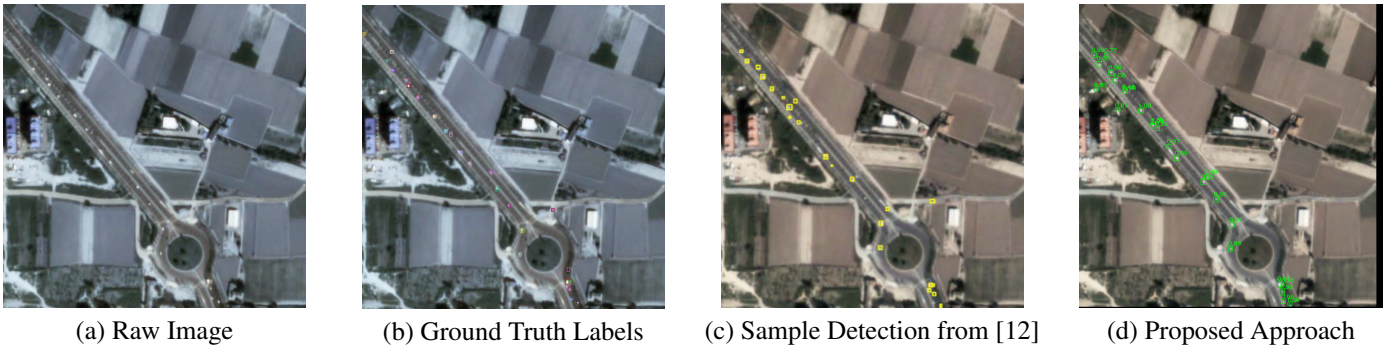 (a) Raw Image
(b) Ground Truth Labels
(c) Sample Detection from [12]
(d) Proposed Approach